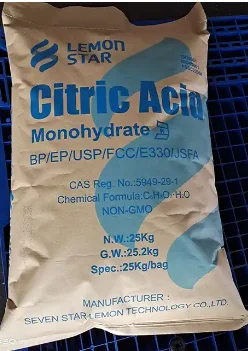 LEMON
STAR
Citric Acid
Monohydrate
BP/EP/USP/FCC/E330/JSFA
CAS Reg. No.:5949-29-1
Chemical Formula:C₆H₈O₇·H₂O
NON-GMO
N.W.:25Kg
G.W.:25.2kg
Spec.:25Kg/bag
MANUFACTURER :
SEVEN STAR LEMON TECHNOLOGY CO.,LTD.